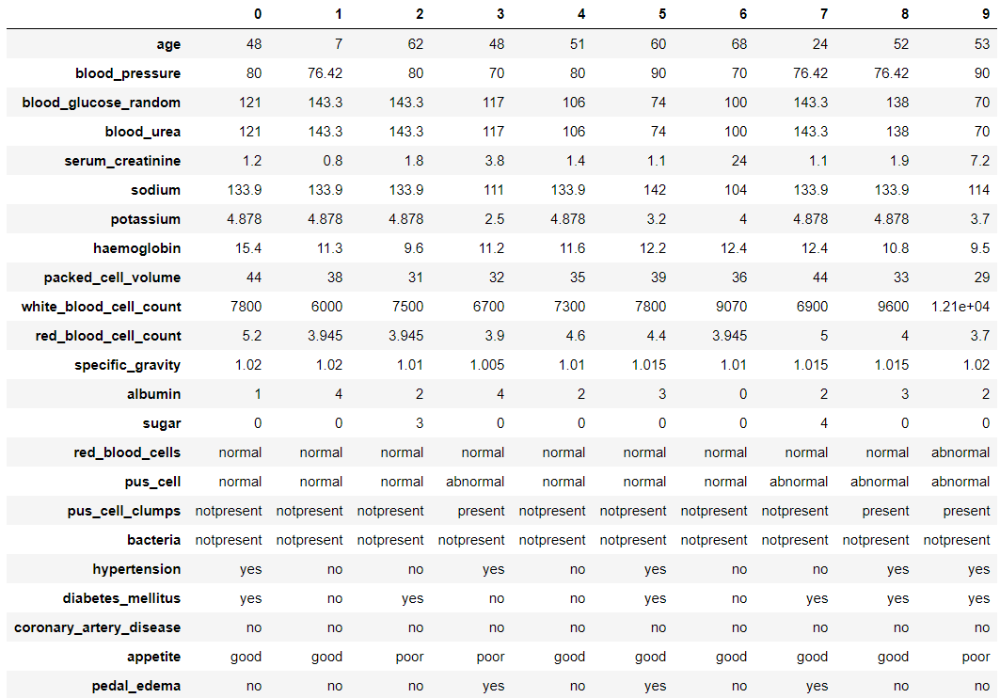 0 1 2 3 4 5 6 7 8 9
age 48 7 62 48 51 60 68 24 52 53
blood_pressure 80 76.42 80 70 80 90 70 76.42 76.42 90
blood_glucose_random 121 143.3 143.3 117 106 74 100 143.3 138 70
blood_urea 121 143.3 143.3 117 106 74 100 143.3 138 70
serum_creatinine 1.2 0.8 1.8 3.8 1.4 1.1 24 1.1 1.9 7.2
sodium 133.9 133.9 133.9 111 133.9 142 104 133.9 133.9 114
potassium 4.878 4.878 4.878 2.5 4.878 3.2 4 4.878 4.878 3.7
haemoglobin 15.4 11.3 9.6 11.2 11.6 12.2 12.4 12.4 10.8 9.5
packed_cell_volume 44 38 31 32 35 39 36 44 33 29
white_blood_cell_count 7800 6000 7500 6700 7300 7800 9070 6900 9600 1.21e+04
red_blood_cell_count 5.2 3.945 3.945 3.9 4.6 4.4 3.945 5 4 3.7
specific_gravity 1.02 1.02 1.01 1.005 1.01 1.015 1.01 1.015 1.015 1.02
albumin 1 4 2 4 2 3 0 2 3 2
sugar 0 0 3 0 0 0 0 4 0 0
red_blood_cells normal normal normal normal normal normal normal normal normal abnormal
pus_cell normal normal normal abnormal normal normal normal abnormal abnormal abnormal
pus_cell_clumps notpresent notpresent notpresent present notpresent notpresent notpresent notpresent present present
bacteria notpresent notpresent notpresent notpresent notpresent notpresent notpresent notpresent notpresent notpresent
hypertension yes no no yes no yes no no yes yes
diabetes_mellitus yes no yes no no yes no yes yes yes
coronary_artery_disease no no no no no no no no no no
appetite good good poor poor good good good good good poor
pedal_edema no no no yes no yes no yes no no